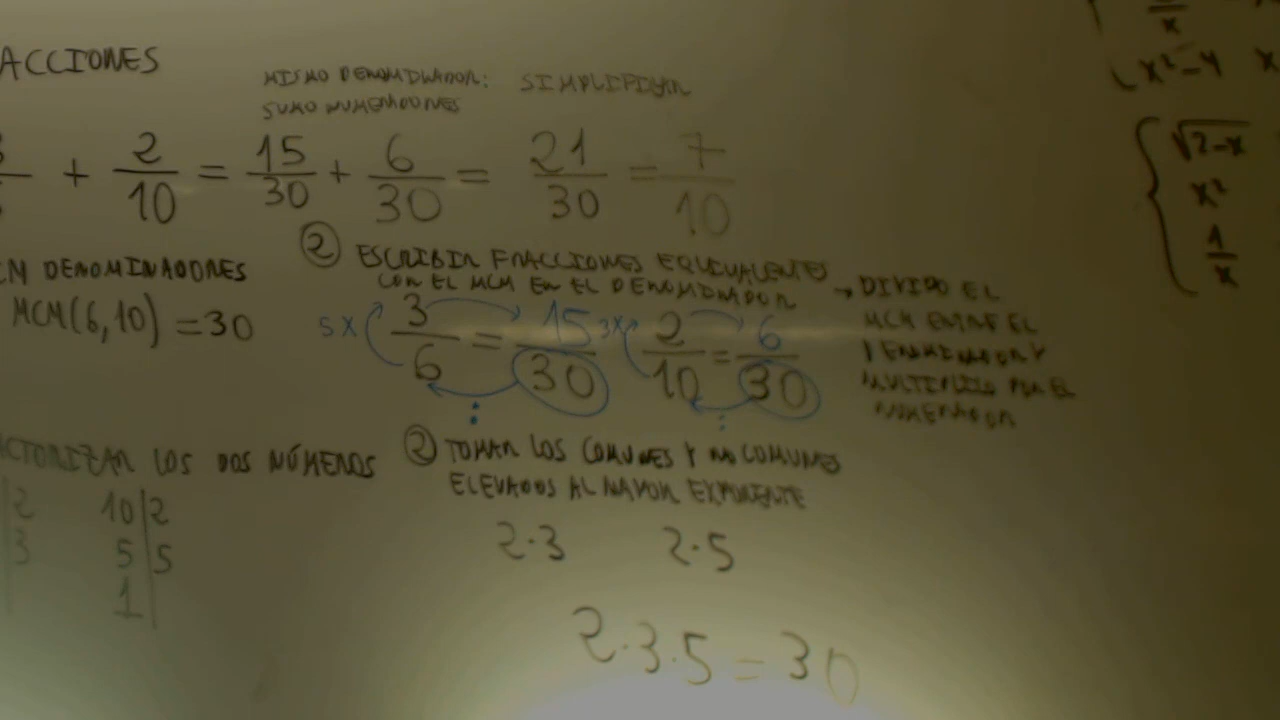 ACCIONES
MISMO DENOMINADOR: SIMPLIFICAR
SUMO NUMERADORES
+ 2/10 = 15/30 + 6/30 = 21/30 = 7/10
CM DENOMINADORES
MCM(6,10) = 30
② ESCRIBIR FRACCIONES EQUIVALENTES
CON EL MCM EN EL DENOMINADOR
→ DIVIDO EL
MCM ENTRE EL
DENOMINADOR Y
MULTIPLICO POR EL
NUMERADOR
5X 3/6 = 15/30 3X 2/10 = 6/30
: :
CTORIZAR LOS DOS NÚMEROS
2 10|2
3 5|5
1
② TOMAR LOS COMUNES Y NO COMUNES
ELEVADOS AL MAYOR EXPONENTE
2·3 2·5
2·3·5 = 30
x²-4 x
√2-x
x²
1/x